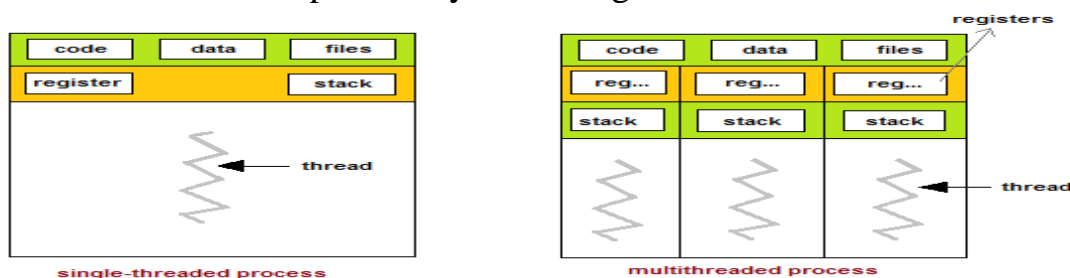 registers
code data files
register stack
thread
single-threaded process
code data files
reg... reg... reg...
stack stack stack
thread
multithreaded process